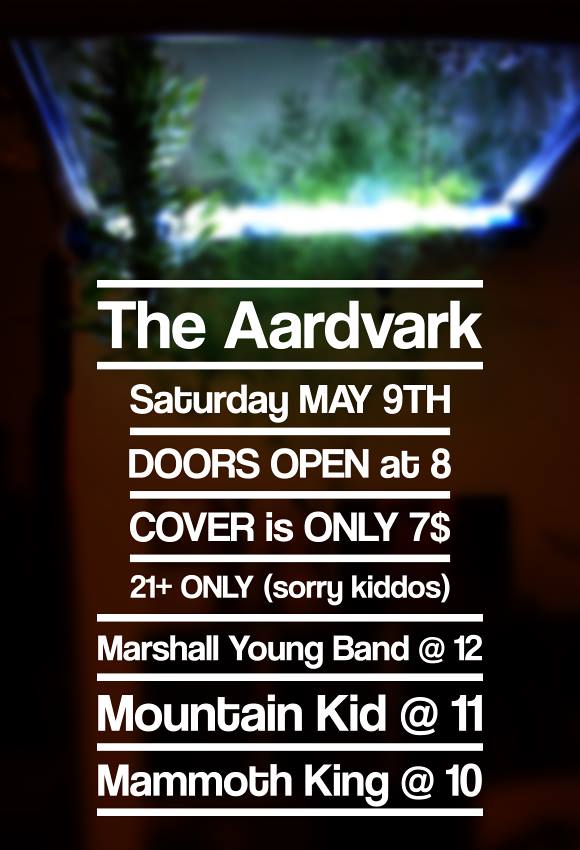 The Aardvark
Saturday MAY 9TH
DOORS OPEN at 8
COVER is ONLY 7$
21+ ONLY (sorry kiddos)
Marshall Young Band @ 12
Mountain Kid @ 11
Mammoth King @ 10